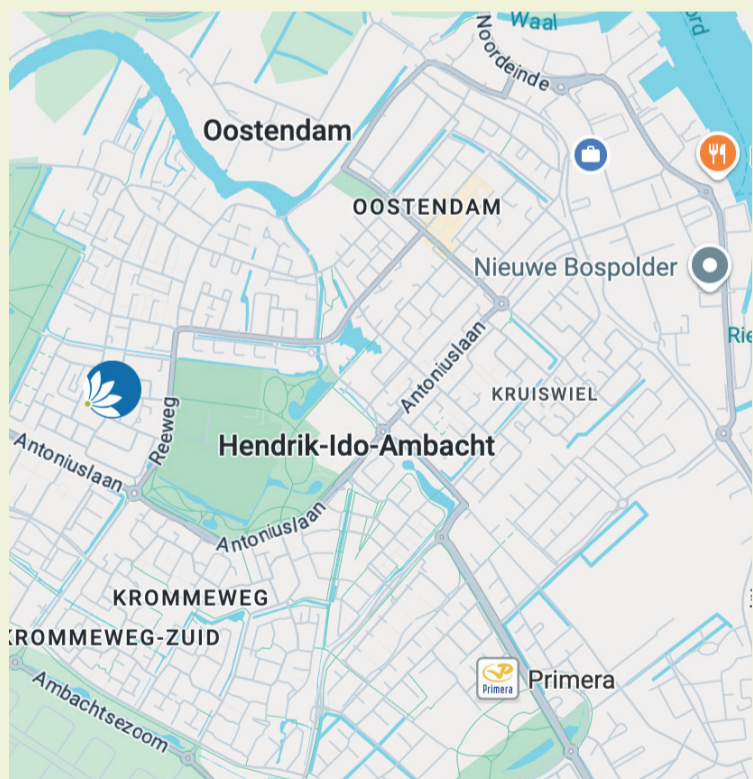 Waal
Noordeinde
Oostendam
OOSTENDAM
Nieuwe Bospolder
Antoniuslaan
KRUISWIEL
Reeweg
Hendrik-Ido-Ambacht
Antoniuslaan
Antoniuslaan
KROMMEWEG
KROMMEWEG-ZUID
Primera
Primera
Ambachtsezoom